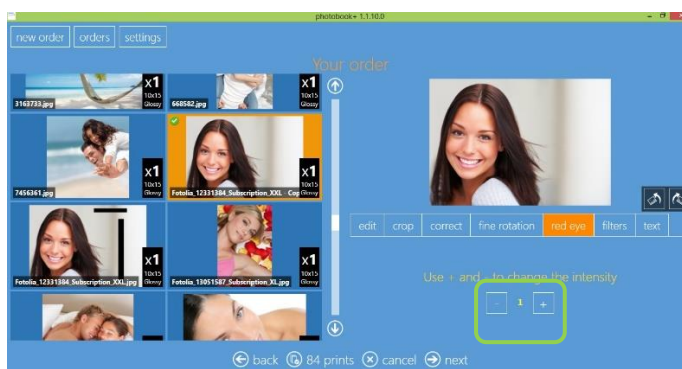 photobook+ 1.1.10.0
new order orders settings
Your order
x1
10x15
Glossy
3163733.jpg
x1
10x15
Glossy
668582.jpg
x1
10x15
Glossy
7456361.jpg
x1
10x15
Glossy
Fotolia_12331384_Subscription_XXL - Cop
x1
10x15
Glossy
Fotolia_12331384_Subscription_XXL.jpg
x1
10x15
Glossy
Fotolia_13051587_Subscription_XL.jpg
edit crop correct fine rotation red eye filters text
Use + and - to change the intensity
- 1 +
back 84 prints cancel next